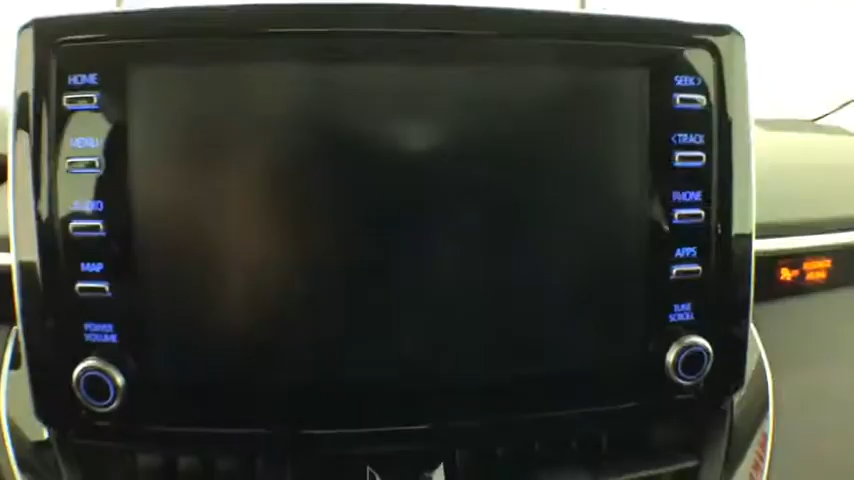 HOME
SEEK>
MENU
<TRACK
AUDIO
PHONE
MAP
APPS
POWER
VOLUME
TUNE
SCROLL